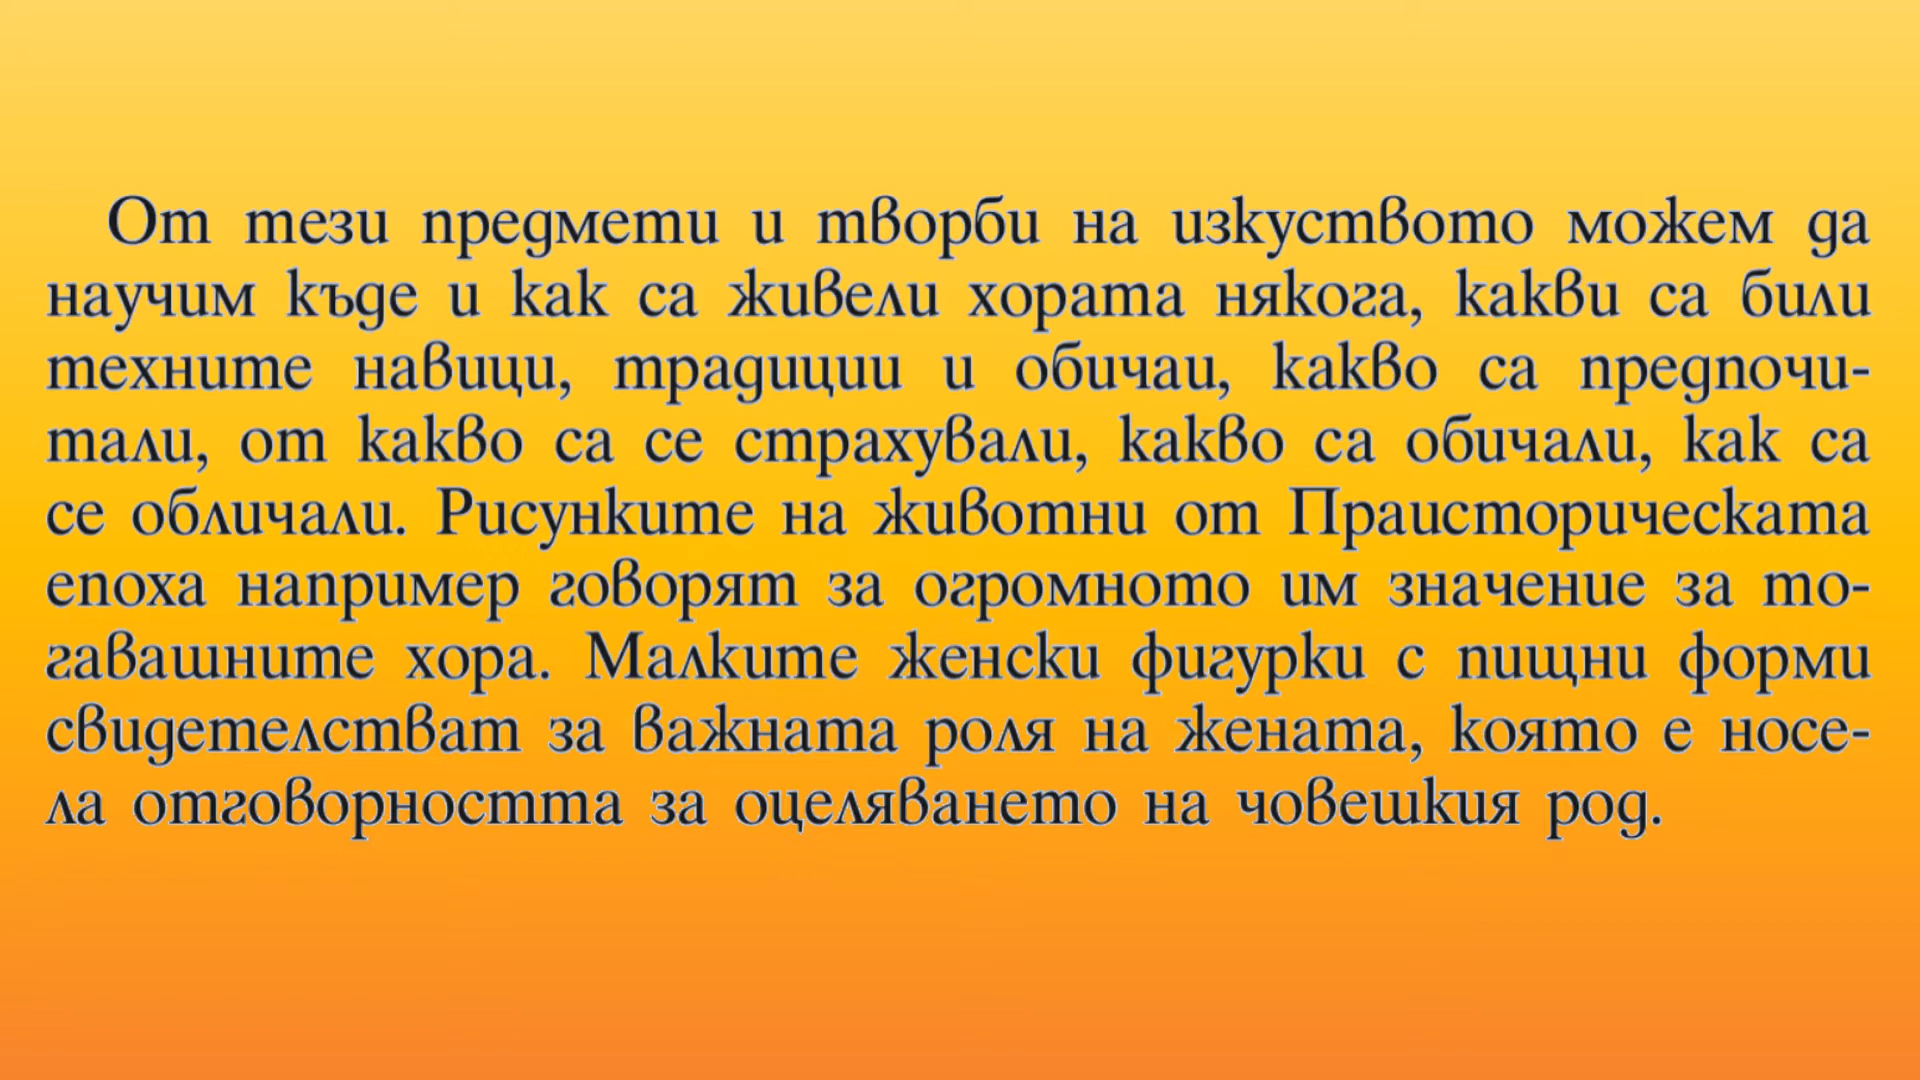 От тези предмети и творби на изкуството можем да
научим къде и как са живели хората някога, какви са били
техните навици, традиции и обичаи, какво са предпочи-
тали, от какво са се страхували, какво са обичали, как са
се обличали. Рисунките на животни от Праисторическата
епоха например говорят за огромното им значение за то-
гавашните хора. Малките женски фигурки с пищни форми
свидетелстват за важната роля на жената, която е носе-
ла отговорността за оцеляването на човешкия род.